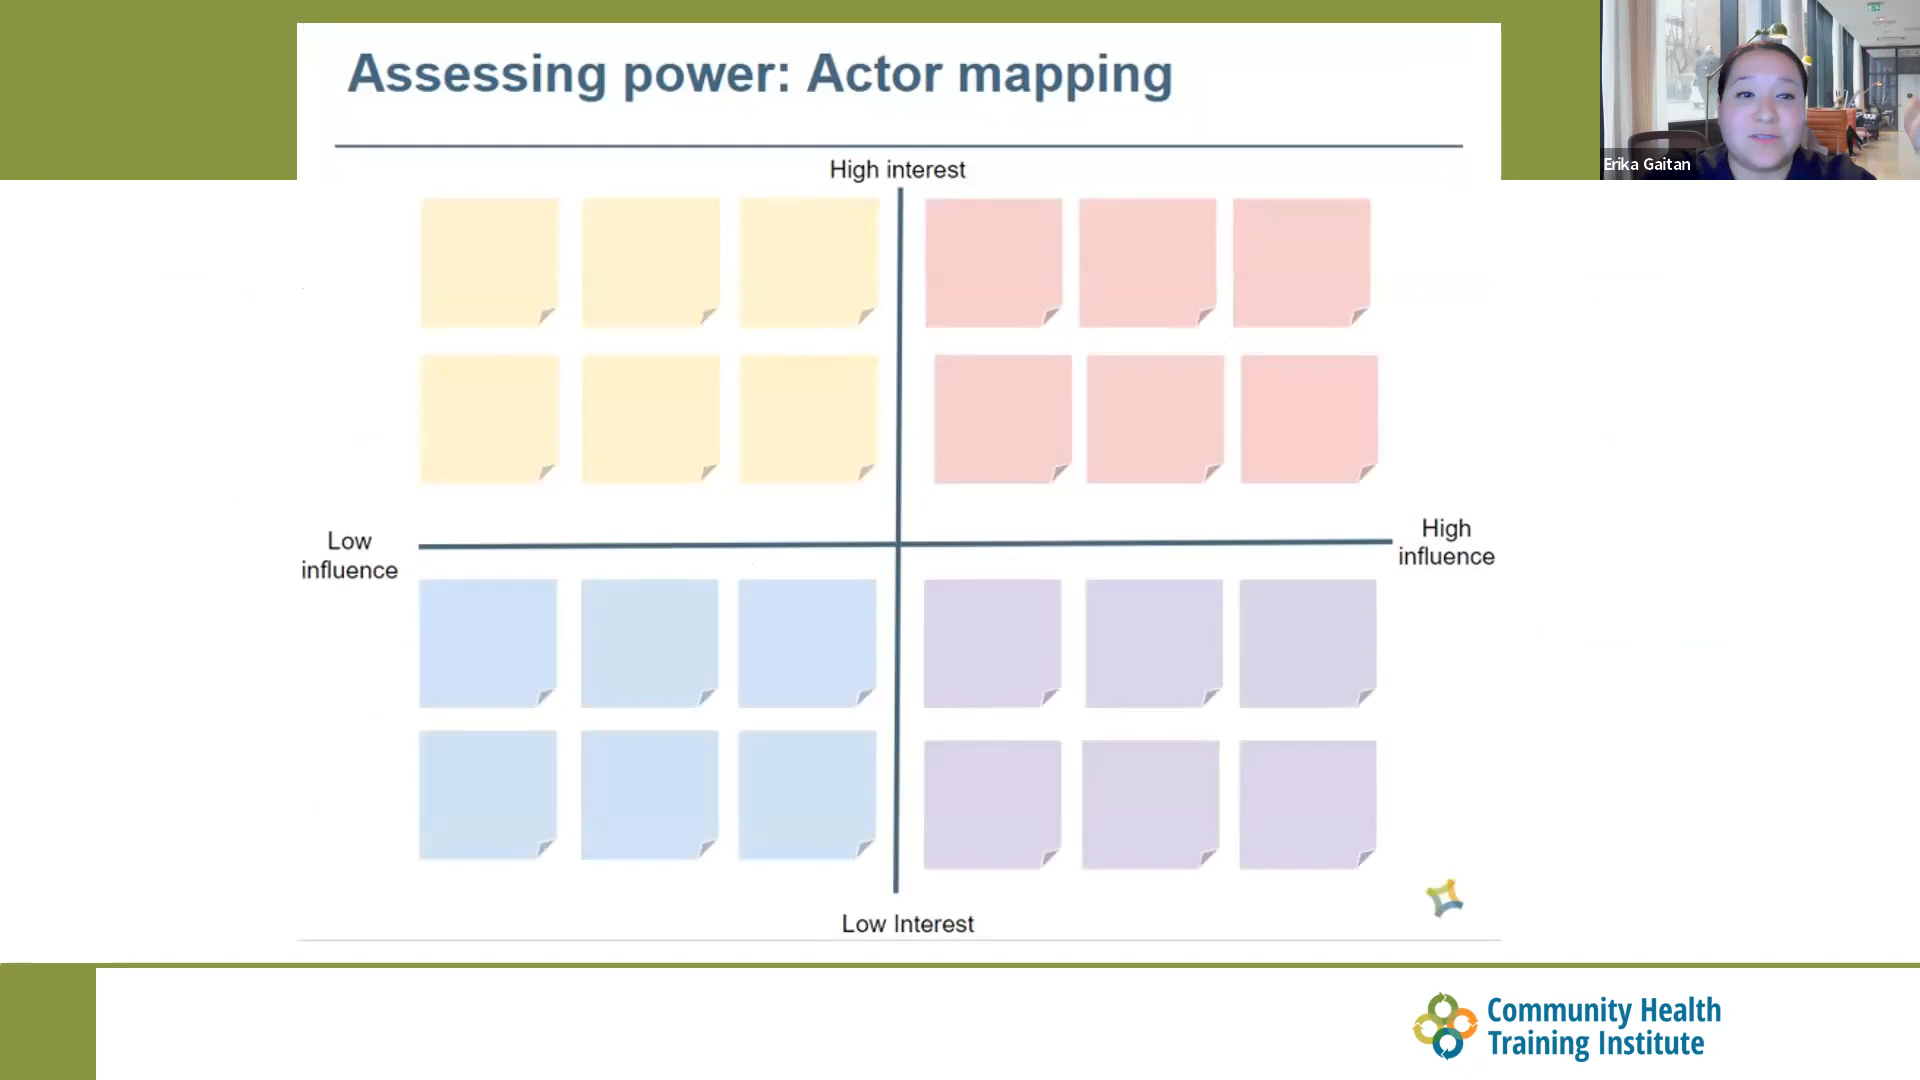 Assessing power: Actor mapping
Erika Gaitan
High interest
Low
influence
High
influence
Low Interest
Community Health
Training Institute